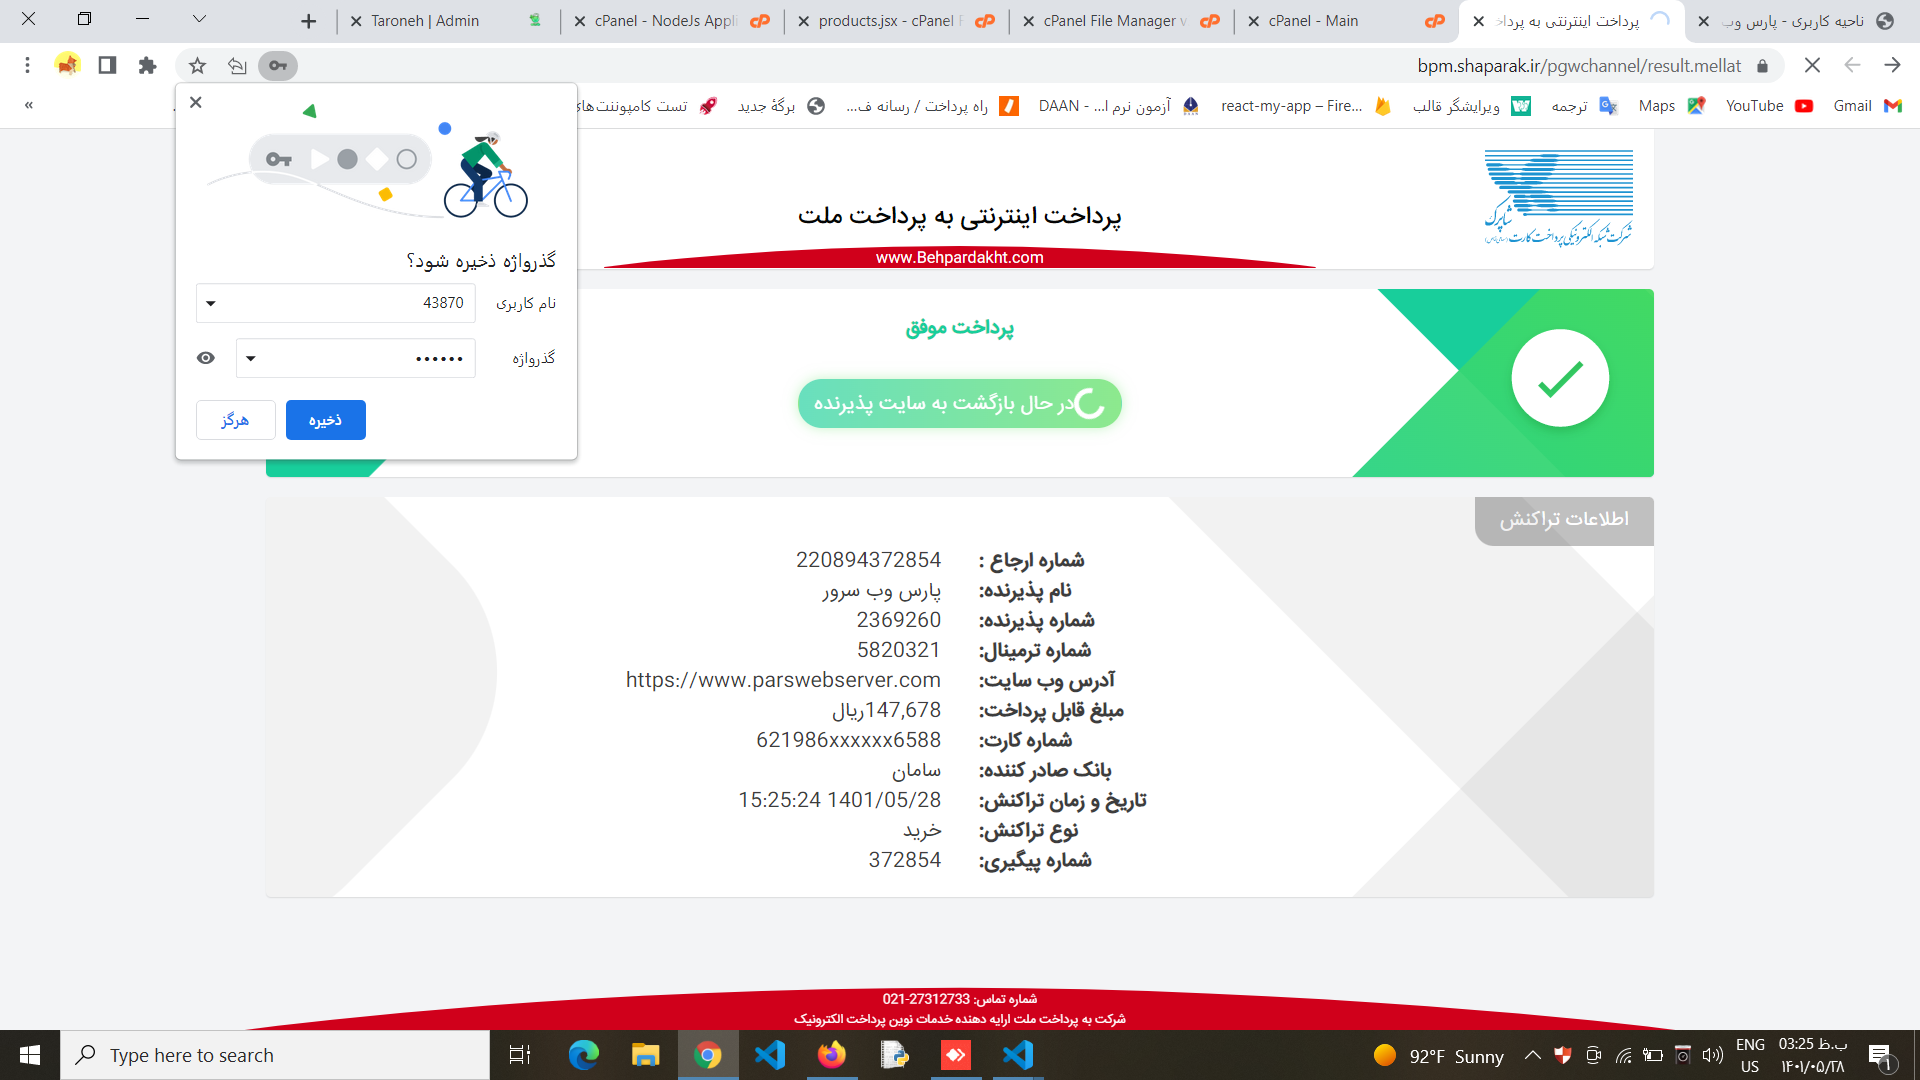 Taroneh | Admin
cPanel - NodeJs Appli
products.jsx - cPanel F
cPanel File Manager v
cPanel - Main
پرداخت اینترنتی به پرداخ
ناحیه کاربری - پارس وب
bpm.shaparak.ir/pgwchannel/result.mellat
Gmail
YouTube
Maps
ترجمه
ویرایشگر قالب
react-my-app – Fire...
آزمون نرم ا... - DAAN
راه پرداخت / رسانه ف...
برگهٔ جدید
تست کامپوننت‌های
«
گذرواژه ذخیره شود؟
نام کاربری
43870
گذرواژه
••••••
ذخیره
هرگز
پرداخت اینترنتی به پرداخت ملت
www.Behpardakht.com
شاپرک
شرکت شبکه الکترونیکی پرداخت کارت
پرداخت موفق
در حال بازگشت به سایت پذیرنده
اطلاعات تراکنش
شماره ارجاع : 220894372854
نام پذیرنده: پارس وب سرور
شماره پذیرنده: 2369260
شماره ترمینال: 5820321
آدرس وب سایت: https://www.parswebserver.com
مبلغ قابل پرداخت: 147,678ریال
شماره کارت: 621986xxxxxx6588
بانک صادر کننده: سامان
تاریخ و زمان تراکنش: 1401/05/28 15:25:24
نوع تراکنش: خرید
شماره پیگیری: 372854
شماره تماس: 27312733-021
شرکت به پرداخت ملت ارایه دهنده خدمات نوین پرداخت الکترونیک
Type here to search
92°F Sunny
ENG
US
03:25 ب.ظ
۱۴۰۱/۰۵/۲۸
۱